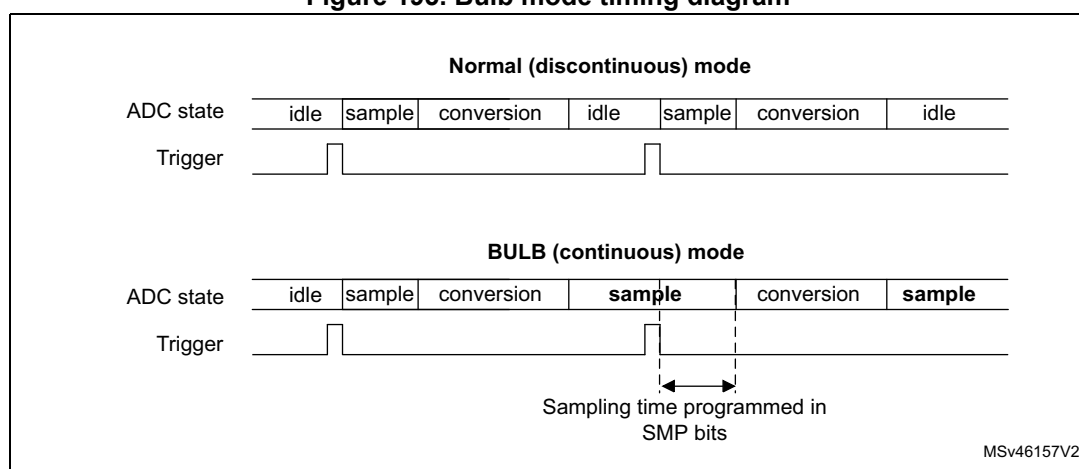 Figure 196. Bulb mode timing diagram
Normal (discontinuous) mode
ADC state idle sample conversion idle sample conversion idle
Trigger
BULB (continuous) mode
ADC state idle sample conversion sample conversion sample
Trigger
Sampling time programmed in
SMP bits
MSv46157V2